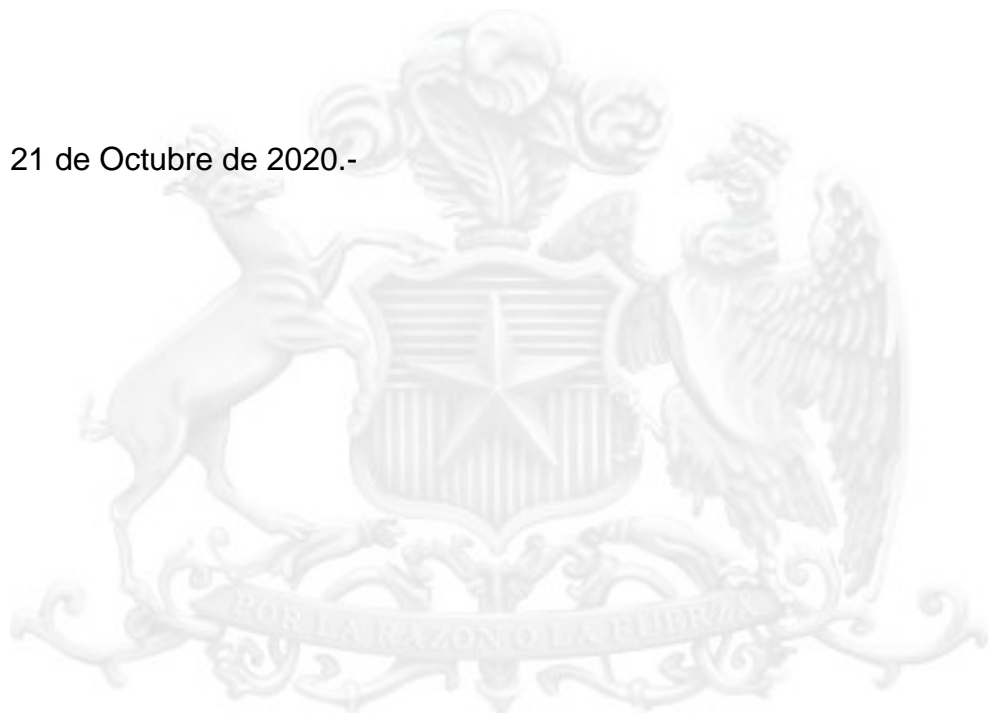 21 de Octubre de 2020.-
POR LA RAZON O LA FUERZA